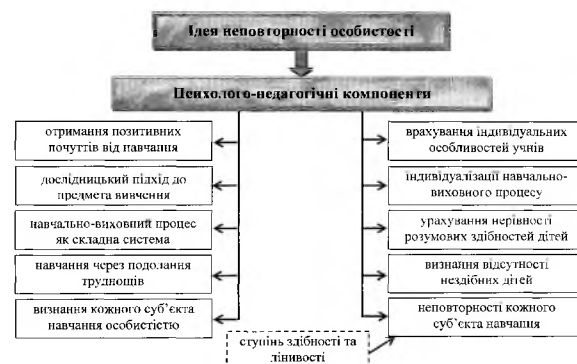 Ідея неповторності особистості
Психолого-педагогічні компоненти
отримання позитивних
почуттів від навчання
дослідницький підхід до
предмета вивчення
навчально-виховний процес
як складна система
навчання через подолання
труднощів
визнання кожного суб’єкта
навчання особистістю
врахування індивідуальних
особливостей учнів
індивідуалізації навчально-
виховного процесу
урахування нерівності
розумових здібностей дітей
визнання відсутності
нездібних дітей
неповторності кожного
суб’єкта навчання
ступінь здібності та
лінивості